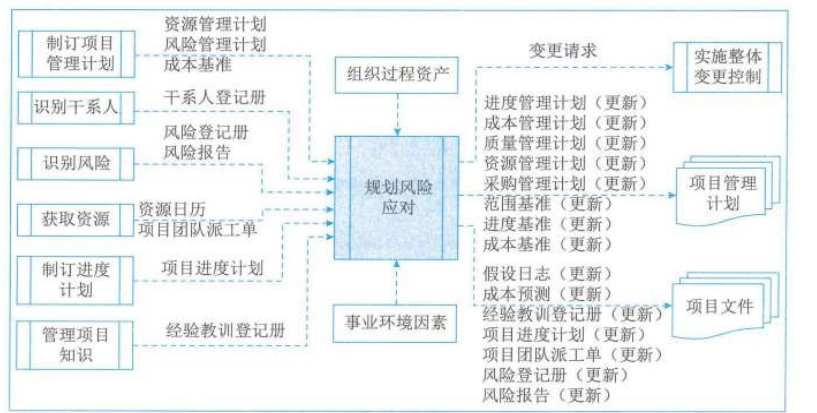 制订项目
管理计划
资源管理计划
风险管理计划
成本基准
识别干系人
干系人登记册
识别风险
风险登记册
风险报告
获取资源
资源日历
项目团队派工单
制订进度
计划
项目进度计划
管理项目
知识
经验教训登记册
组织过程资产
规划风险
应对
事业环境因素
变更请求
实施整体
变更控制
进度管理计划（更新）
成本管理计划（更新）
质量管理计划（更新）
资源管理计划（更新）
采购管理计划（更新）
范围基准（更新）
进度基准（更新）
成本基准（更新）
项目管理
计划
假设日志（更新）
成本预测（更新）
经验教训登记册（更新）
项目进度计划（更新）
项目团队派工单（更新）
风险登记册（更新）
风险报告（更新）
项目文件